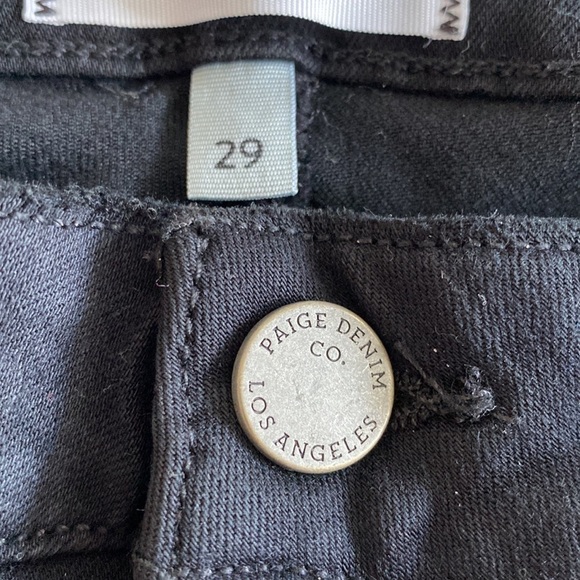 29
PAIGE DENIM
CO.
LOS ANGELES